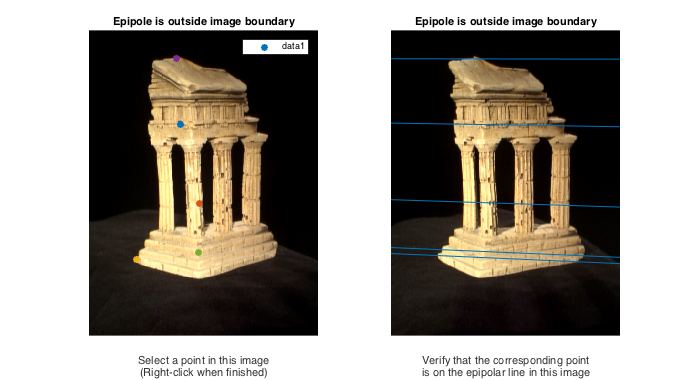 Epipole is outside image boundary
data1
Select a point in this image
(Right-click when finished)
Epipole is outside image boundary
Verify that the corresponding point
is on the epipolar line in this image